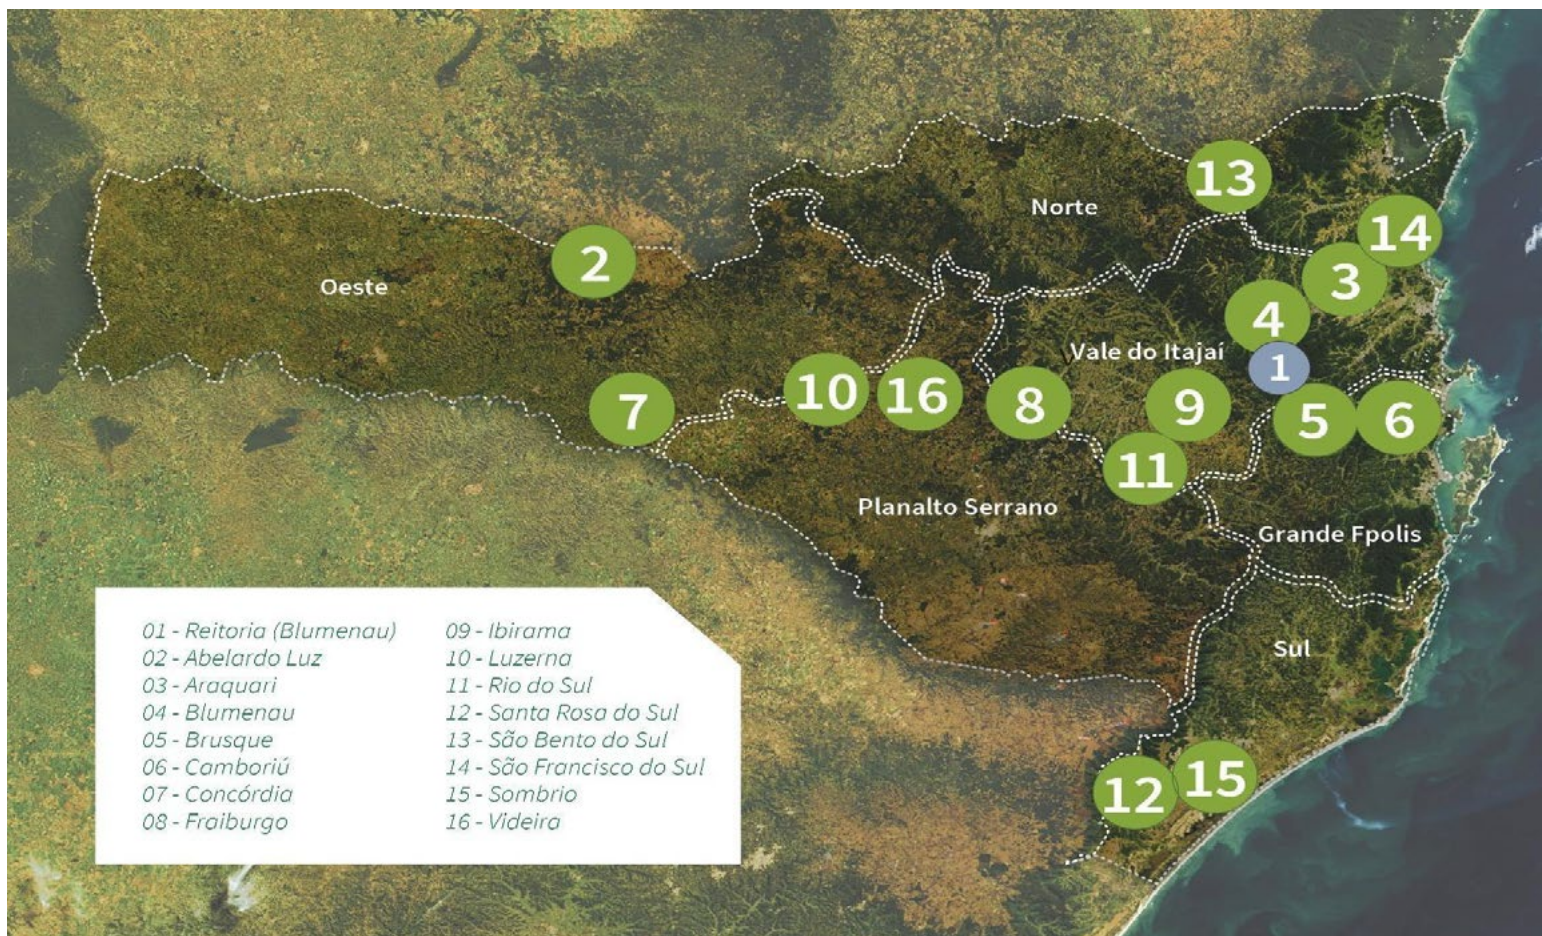 13
Norte
14
2
3
Oeste
4
Vale do Itajaí
1
10
16
8
9
7
5
6
11
Planalto Serrano
Grande Fpolis
Sul
12
15
01 - Reitoria (Blumenau)
02 - Abelardo Luz
03 - Araquari
04 - Blumenau
05 - Brusque
06 - Camboriú
07 - Concórdia
08 - Fraiburgo
09 - Ibirama
10 - Luzerna
11 - Rio do Sul
12 - Santa Rosa do Sul
13 - São Bento do Sul
14 - São Francisco do Sul
15 - Sombrio
16 - Videira